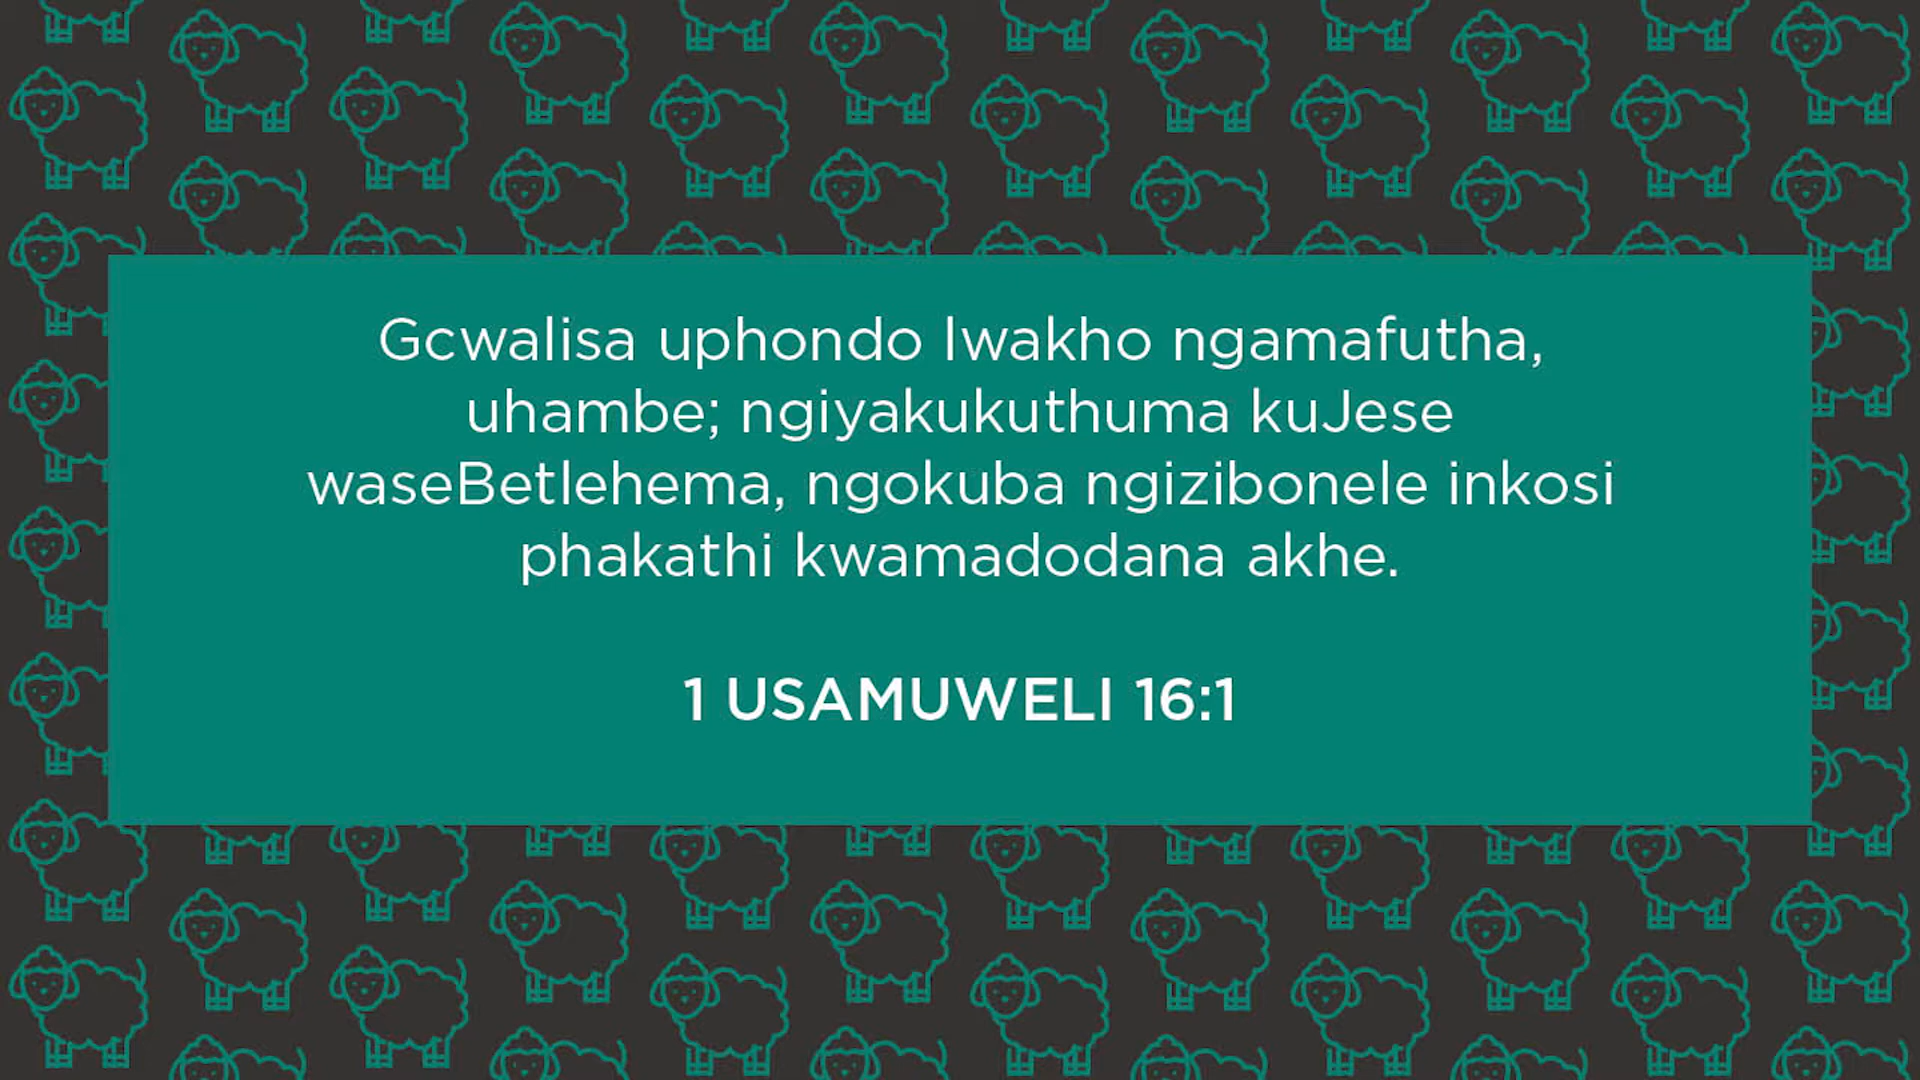 Gcwalisa uphondo lwakho ngamafutha,
uhambe; ngiyakukuthuma kuJese
waseBetlehema, ngokuba ngizibonele inkosi
phakathi kwamadodana akhe.
1 USAMUWELI 16:1